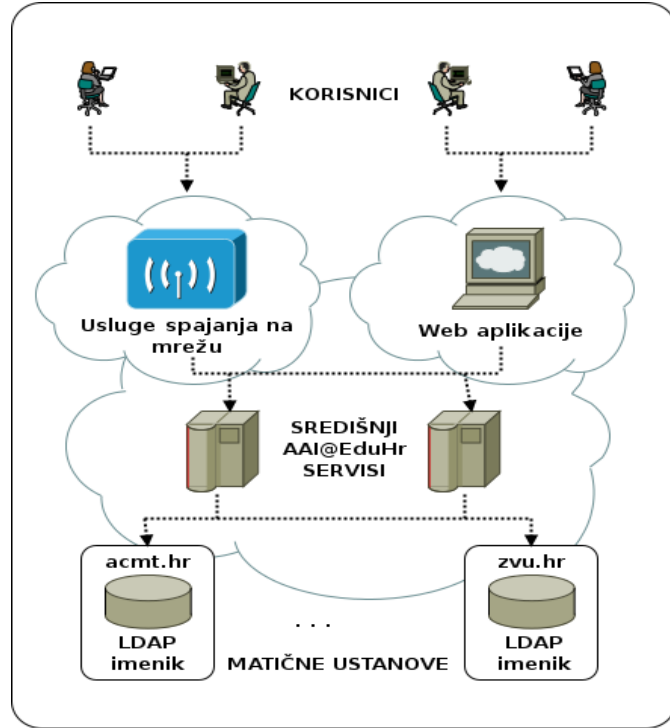 KORISNICI
Usluge spajanja na
mrežu
Web aplikacije
SREDIŠNJI
AAI@EduHr
SERVISI
acmt.hr
LDAP
imenik
. . .
zvu.hr
LDAP
imenik
MATIČNE USTANOVE